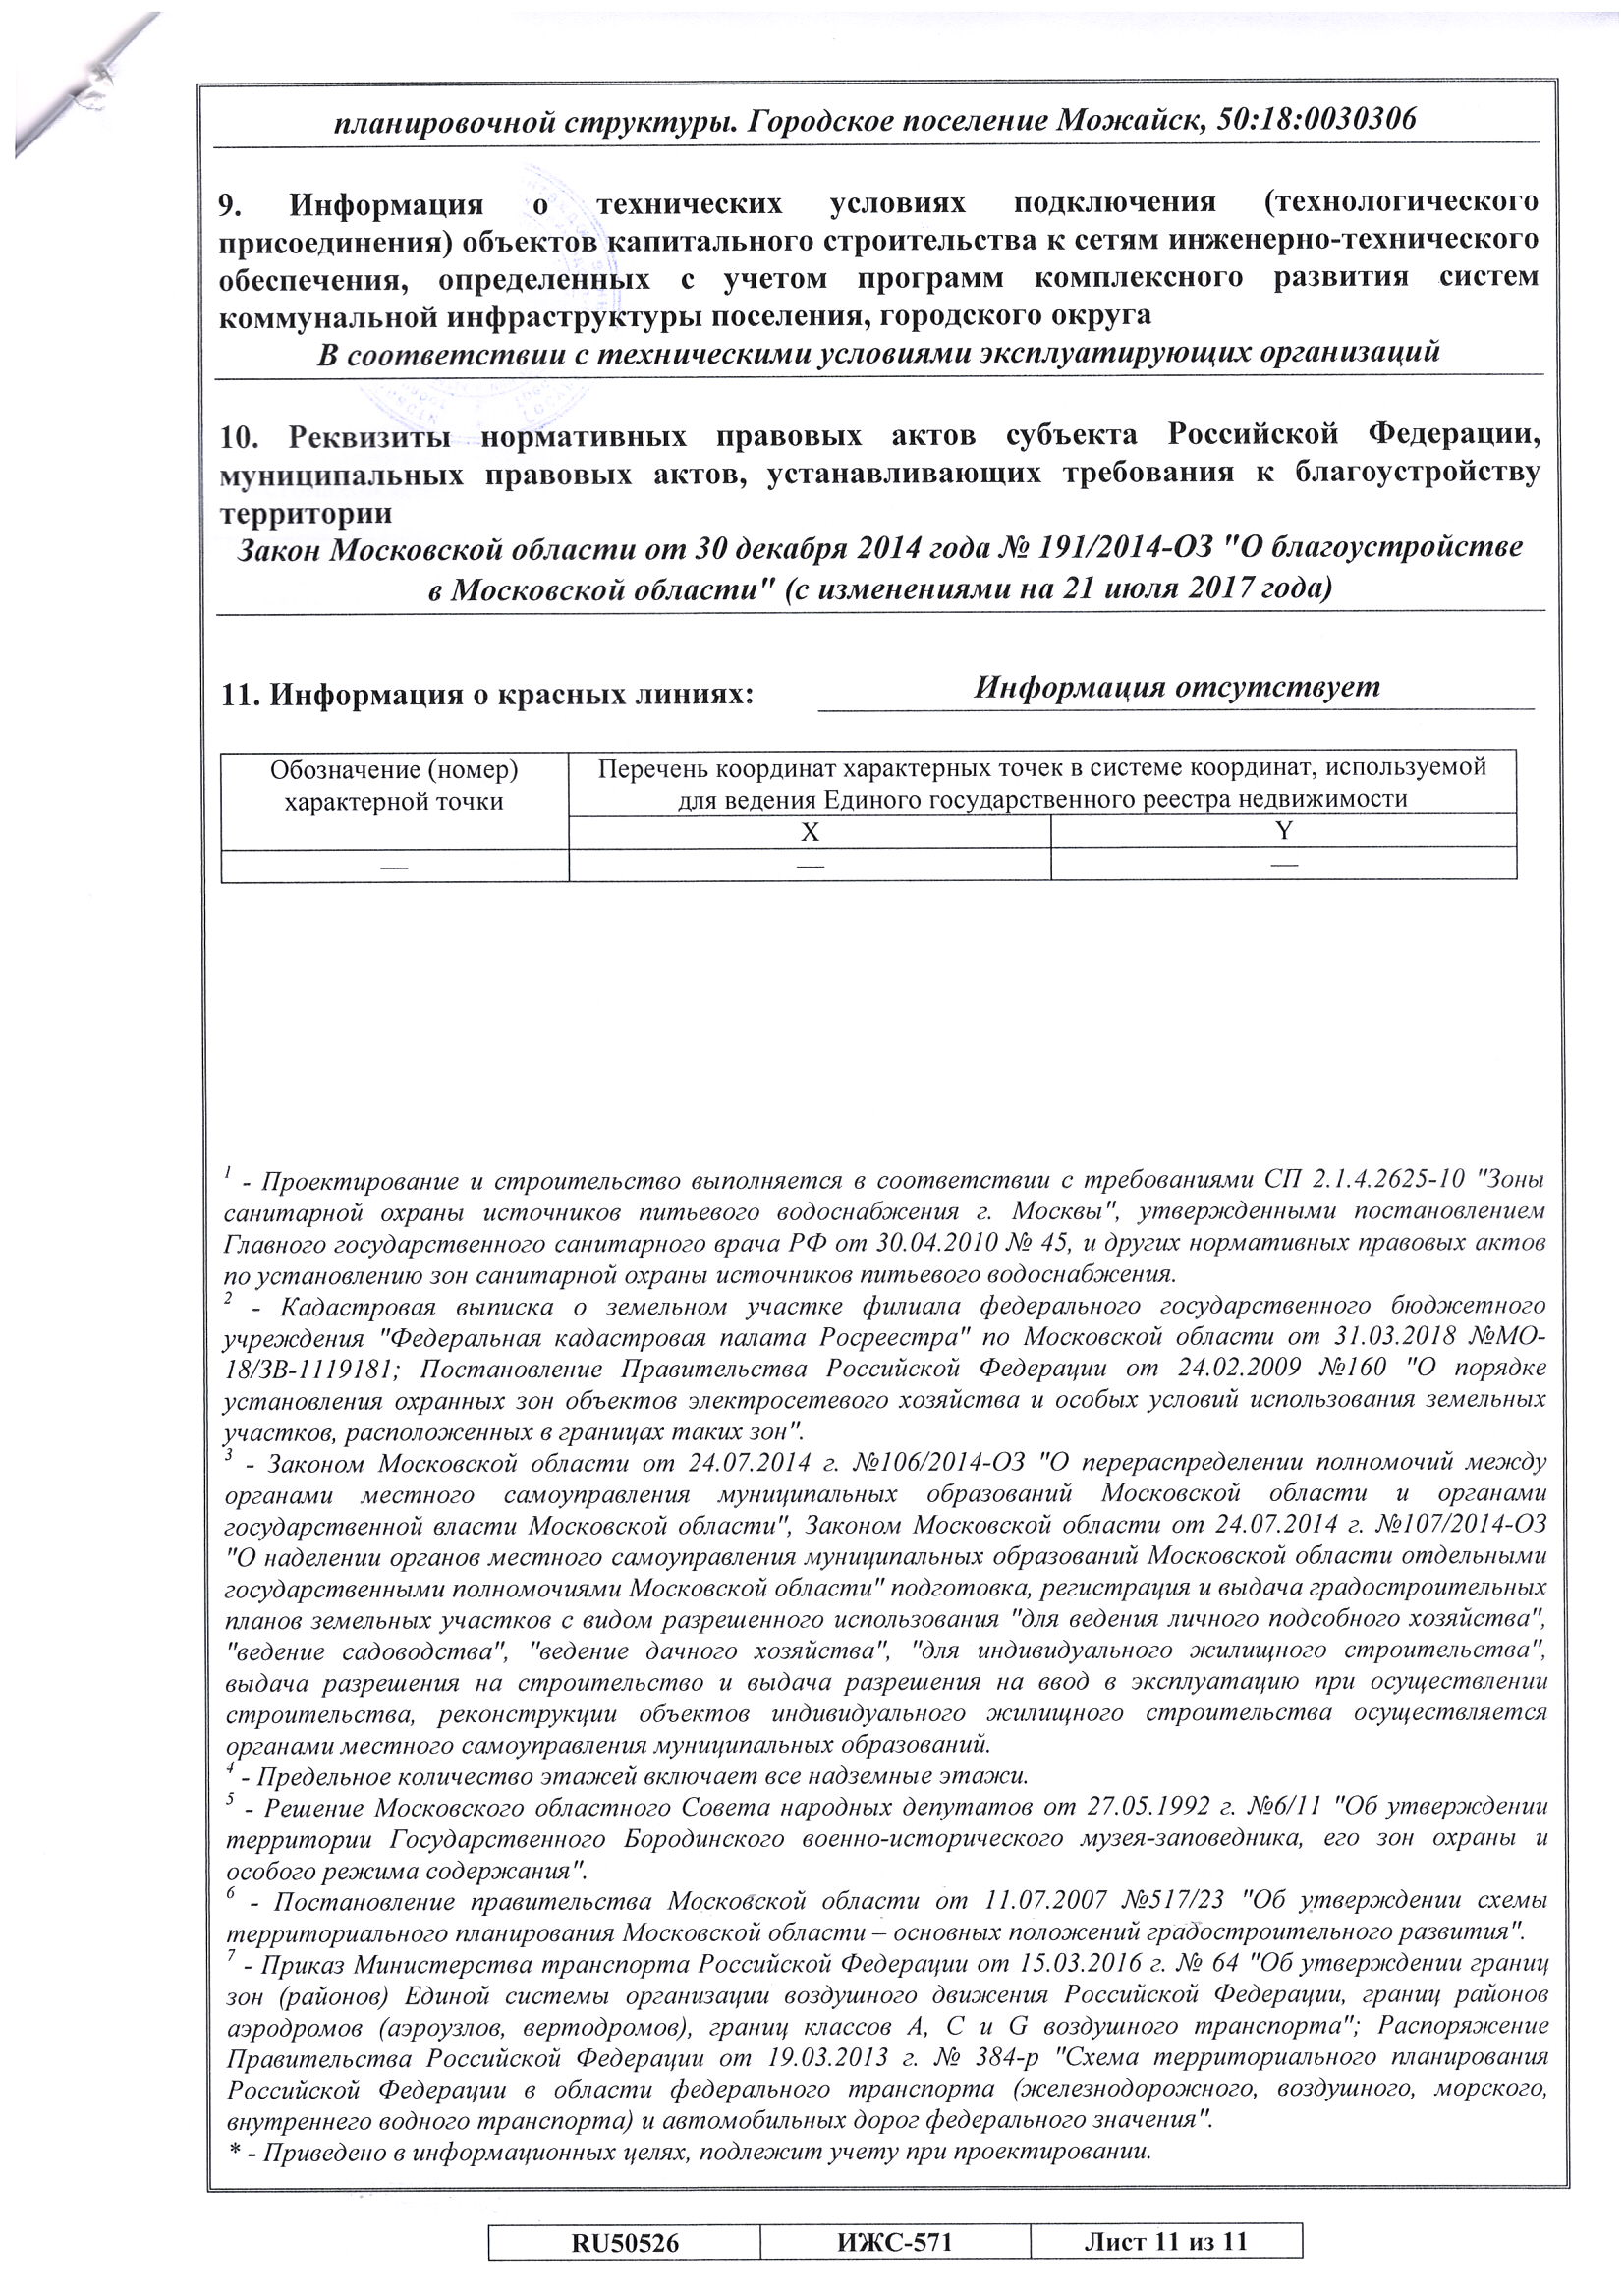 планировочной структуры. Городское поселение Можайск, 50:18:0030306
9. Информация о технических условиях подключения (технологического
присоединения) объектов капитального строительства к сетям инженерно-технического
обеспечения, определенных с учетом программ комплексного развития систем
коммунальной инфраструктуры поселения, городского округа
В соответствии с техническими условиями эксплуатирующих организаций
10. Реквизиты нормативных правовых актов субъекта Российской Федерации,
муниципальных правовых актов, устанавливающих требования к благоустройству
территории
Закон Московской области от 30 декабря 2014 года № 191/2014-ОЗ "О благоустройстве
в Московской области" (с изменениями на 21 июля 2017 года)
11. Информация о красных линиях: Информация отсутствует
Обозначение (номер)
характерной точки
Перечень координат характерных точек в системе координат, используемой
для ведения Единого государственного реестра недвижимости
X Y
— — —
1 - Проектирование и строительство выполняется в соответствии с требованиями СП 2.1.4.2625-10 "Зоны
санитарной охраны источников питьевого водоснабжения г. Москвы", утвержденными постановлением
Главного государственного санитарного врача РФ от 30.04.2010 № 45, и других нормативных правовых актов
по установлению зон санитарной охраны источников питьевого водоснабжения.
2 - Кадастровая выписка о земельном участке филиала федерального государственного бюджетного
учреждения "Федеральная кадастровая палата Росреестра" по Московской области от 31.03.2018 №МО-
18/ЗВ-1119181; Постановление Правительства Российской Федерации от 24.02.2009 №160 "О порядке
установления охранных зон объектов электросетевого хозяйства и особых условий использования земельных
участков, расположенных в границах таких зон".
3 - Законом Московской области от 24.07.2014 г. №106/2014-ОЗ "О перераспределении полномочий между
органами местного самоуправления муниципальных образований Московской области и органами
государственной власти Московской области", Законом Московской области от 24.07.2014 г. №107/2014-ОЗ
"О наделении органов местного самоуправления муниципальных образований Московской области отдельными
государственными полномочиями Московской области" подготовка, регистрация и выдача градостроительных
планов земельных участков с видом разрешенного использования "для ведения личного подсобного хозяйства",
"ведение садоводства", "ведение дачного хозяйства", "для индивидуального жилищного строительства",
выдача разрешения на строительство и выдача разрешения на ввод в эксплуатацию при осуществлении
строительства, реконструкции объектов индивидуального жилищного строительства осуществляется
органами местного самоуправления муниципальных образований.
4 - Предельное количество этажей включает все надземные этажи.
5 - Решение Московского областного Совета народных депутатов от 27.05.1992 г. №6/11 "Об утверждении
территории Государственного Бородинского военно-исторического музея-заповедника, его зон охраны и
особого режима содержания".
6 - Постановление правительства Московской области от 11.07.2007 №517/23 "Об утверждении схемы
территориального планирования Московской области – основных положений градостроительного развития".
7 - Приказ Министерства транспорта Российской Федерации от 15.03.2016 г. № 64 "Об утверждении границ
зон (районов) Единой системы организации воздушного движения Российской Федерации, границ районов
аэродромов (аэроузлов, вертодромов), границ классов А, С и G воздушного транспорта"; Распоряжение
Правительства Российской Федерации от 19.03.2013 г. № 384-р "Схема территориального планирования
Российской Федерации в области федерального транспорта (железнодорожного, воздушного, морского,
внутреннего водного транспорта) и автомобильных дорог федерального значения".
* - Приведено в информационных целях, подлежит учету при проектировании.
RU50526 ИЖС-571 Лист 11 из 11